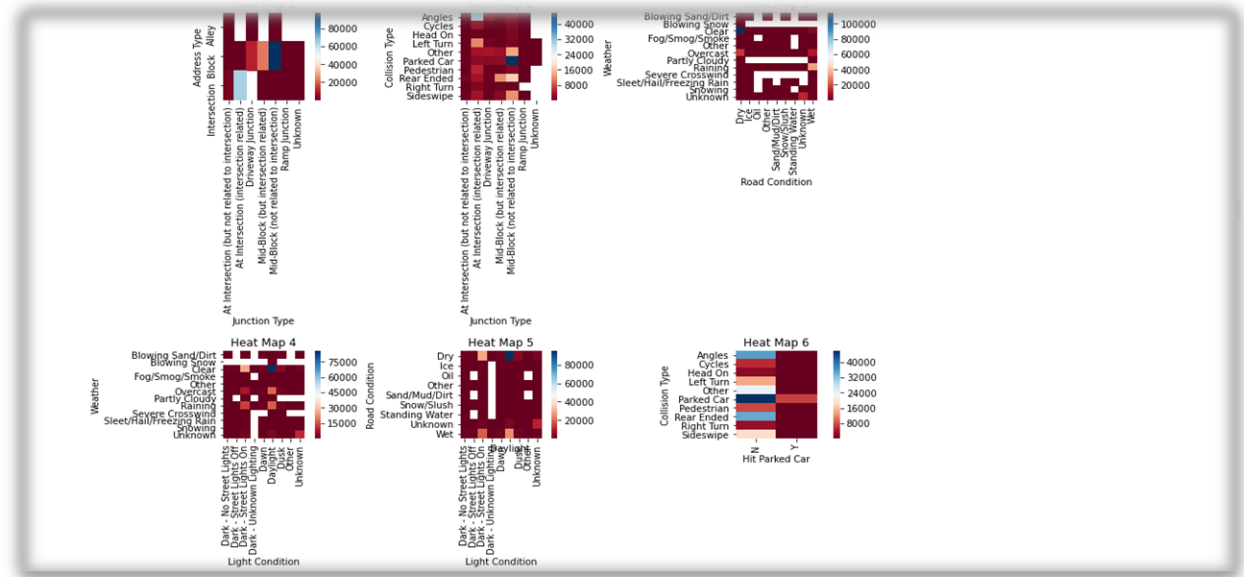 Address Type
Alley
Block
Intersection
80000
60000
40000
20000
At Intersection (but not related to intersection)
At Intersection (intersection related)
Driveway Junction
Mid-Block (but intersection related)
Mid-Block (not related to intersection)
Ramp Junction
Unknown
Junction Type
Collision Type
Angles
Cycles
Head On
Left Turn
Other
Parked Car
Pedestrian
Rear Ended
Right Turn
Sideswipe
40000
32000
24000
16000
8000
At Intersection (but not related to intersection)
At Intersection (intersection related)
Driveway Junction
Mid-Block (but intersection related)
Mid-Block (not related to intersection)
Ramp Junction
Unknown
Junction Type
Weather
Blowing Sand/Dirt
Blowing Snow
Clear
Fog/Smog/Smoke
Other
Overcast
Partly Cloudy
Raining
Severe Crosswind
Sleet/Hail/Freezing Rain
Snowing
Unknown
100000
80000
60000
40000
20000
Dry
Ice
Oil
Other
Sand/Mud/Dirt
Snow/Slush
Standing Water
Unknown
Wet
Road Condition
Heat Map 4
Weather
Blowing Sand/Dirt
Blowing Snow
Clear
Fog/Smog/Smoke
Other
Overcast
Partly Cloudy
Raining
Severe Crosswind
Sleet/Hail/Freezing Rain
Snowing
Unknown
75000
60000
45000
30000
15000
Dark - No Street Lights
Dark - Street Lights Off
Dark - Street Lights On
Dark - Unknown Lighting
Dawn
Daylight
Dusk
Other
Unknown
Light Condition
Heat Map 5
Road Condition
Dry
Ice
Oil
Other
Sand/Mud/Dirt
Snow/Slush
Standing Water
Unknown
Wet
80000
60000
40000
20000
Dark - No Street Lights
Dark - Street Lights Off
Dark - Street Lights On
Dark - Unknown Lighting
Dawn
Daylight
Dusk
Other
Unknown
Light Condition
Heat Map 6
Collision Type
Angles
Cycles
Head On
Left Turn
Other
Parked Car
Pedestrian
Rear Ended
Right Turn
Sideswipe
40000
32000
24000
16000
8000
N
Y
Hit Parked Car